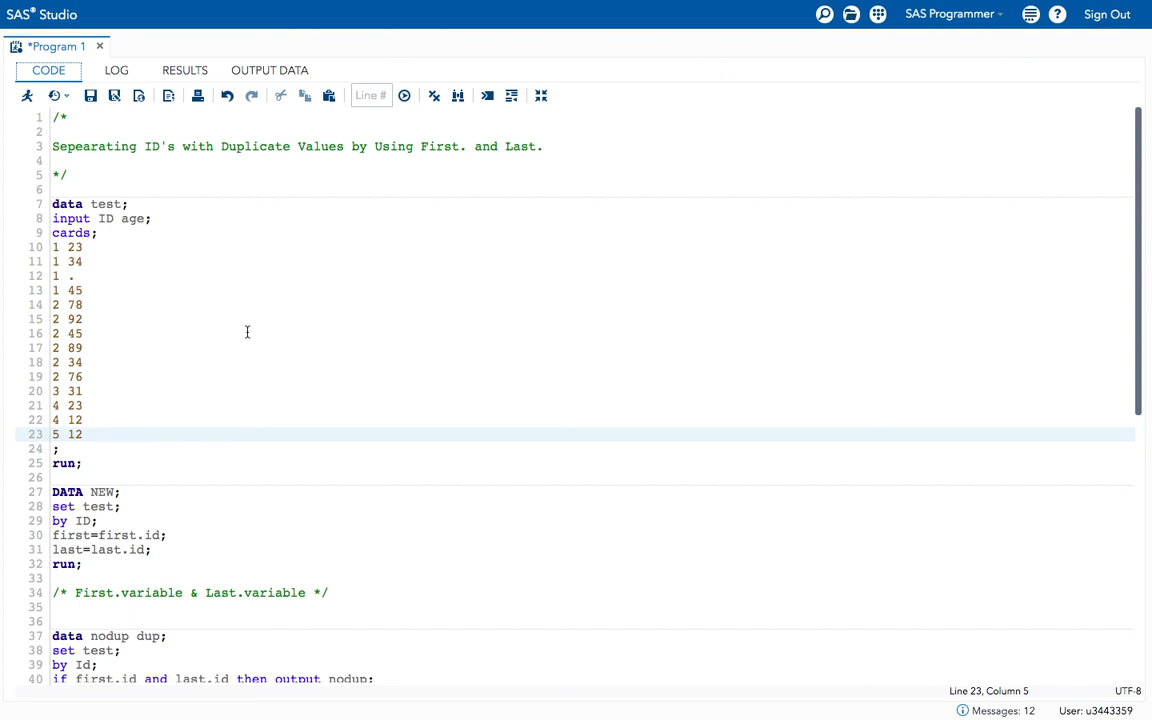 SAS® Studio
SAS Programmer
Sign Out
*Program 1
CODE LOG RESULTS OUTPUT DATA
Line #
1 /*
2
3 Sepearating ID's with Duplicate Values by Using First. and Last.
4
5 */
6
7 data test;
8 input ID age;
9 cards;
10 1 23
11 1 34
12 1 .
13 1 45
14 2 78
15 2 92
16 2 45
17 2 89
18 2 34
19 2 76
20 3 31
21 4 23
22 4 12
23 5 12
24 ;
25 run;
26
27 DATA NEW;
28 set test;
29 by ID;
30 first=first.id;
31 last=last.id;
32 run;
33
34 /* First.variable & Last.variable */
35
36
37 data nodup dup;
38 set test;
39 by Id;
40 if first.id and last.id then output nodup;
Line 23, Column 5
UTF-8
Messages: 12
User: u3443359